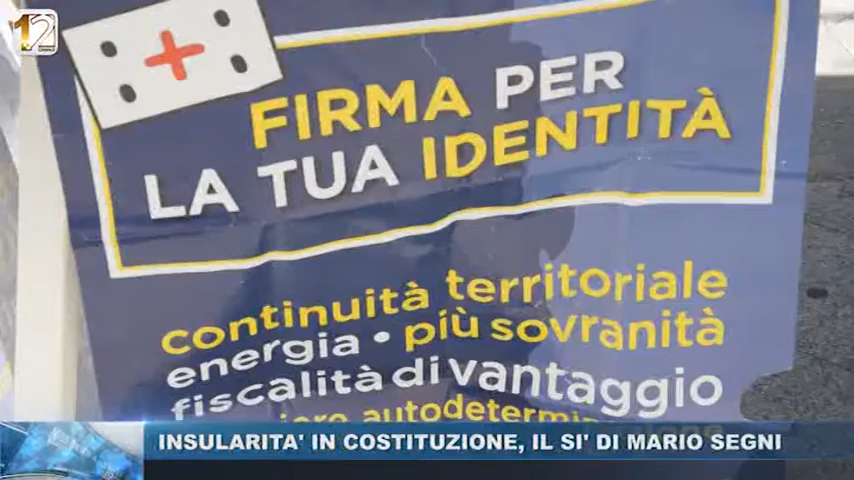 12
FIRMA PER
LA TUA IDENTITÀ
continuità territoriale
energia • più sovranità
fiscalità di vantaggio
INSULARITA' IN COSTITUZIONE, IL SI' DI MARIO SEGNI